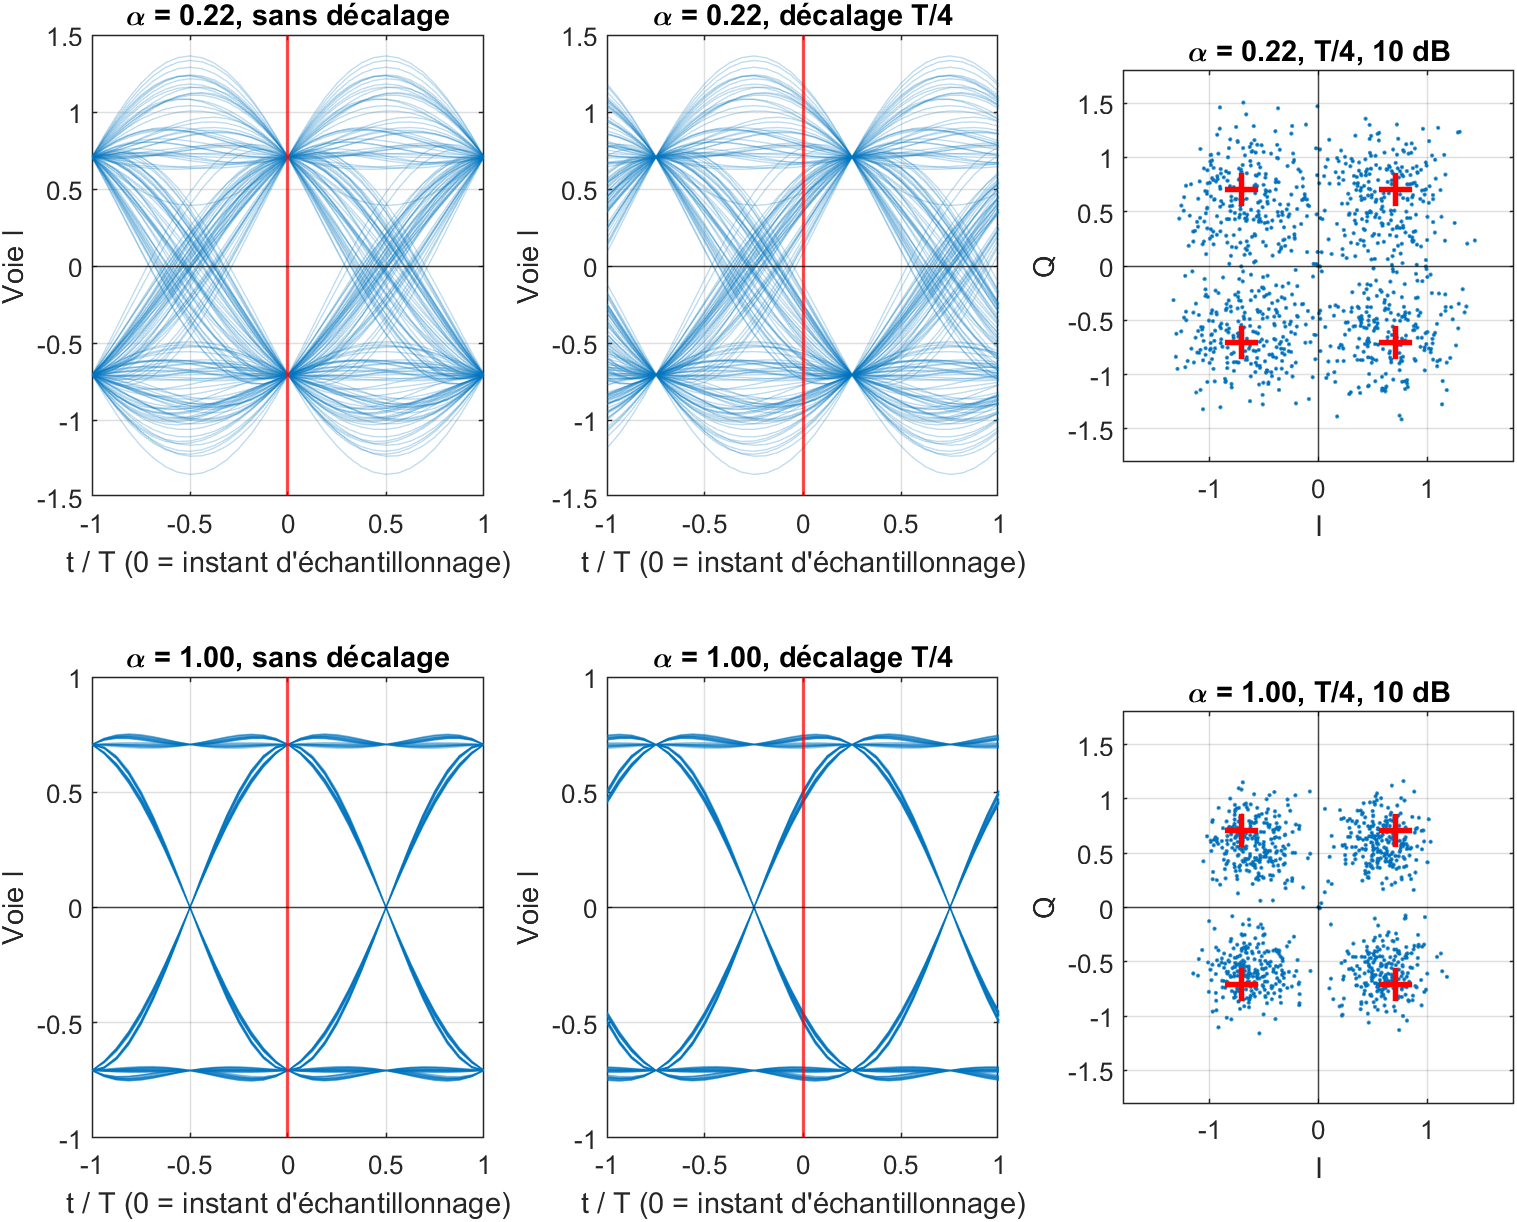 α = 0.22, sans décalage
1.5
1
0.5
0
-0.5
-1
-1.5
-1 -0.5 0 0.5 1
Voie I
t / T (0 = instant d'échantillonnage)
α = 0.22, décalage T/4
1.5
1
0.5
0
-0.5
-1
-1.5
-1 -0.5 0 0.5 1
Voie I
t / T (0 = instant d'échantillonnage)
α = 0.22, T/4, 10 dB
1.5
1
0.5
0
-0.5
-1
-1.5
-1 0 1
Q
I
α = 1.00, sans décalage
1
0.5
0
-0.5
-1
-1 -0.5 0 0.5 1
Voie I
t / T (0 = instant d'échantillonnage)
α = 1.00, décalage T/4
1
0.5
0
-0.5
-1
-1 -0.5 0 0.5 1
Voie I
t / T (0 = instant d'échantillonnage)
α = 1.00, T/4, 10 dB
1.5
1
0.5
0
-0.5
-1
-1.5
-1 0 1
Q
I